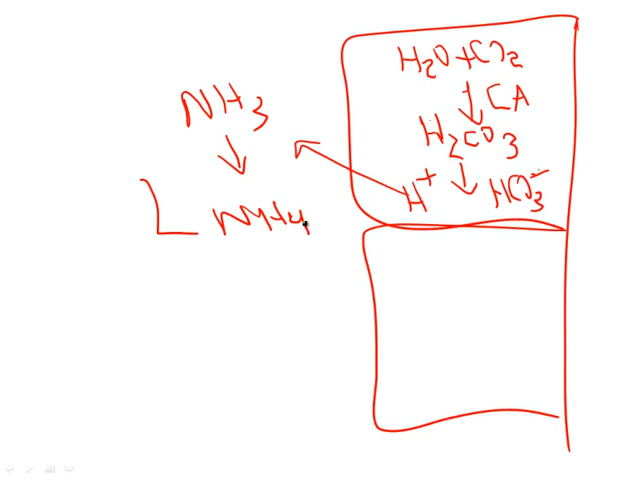 NH3
NH4
H2O+CO2
CA
H2CO3
H+ HCO3-